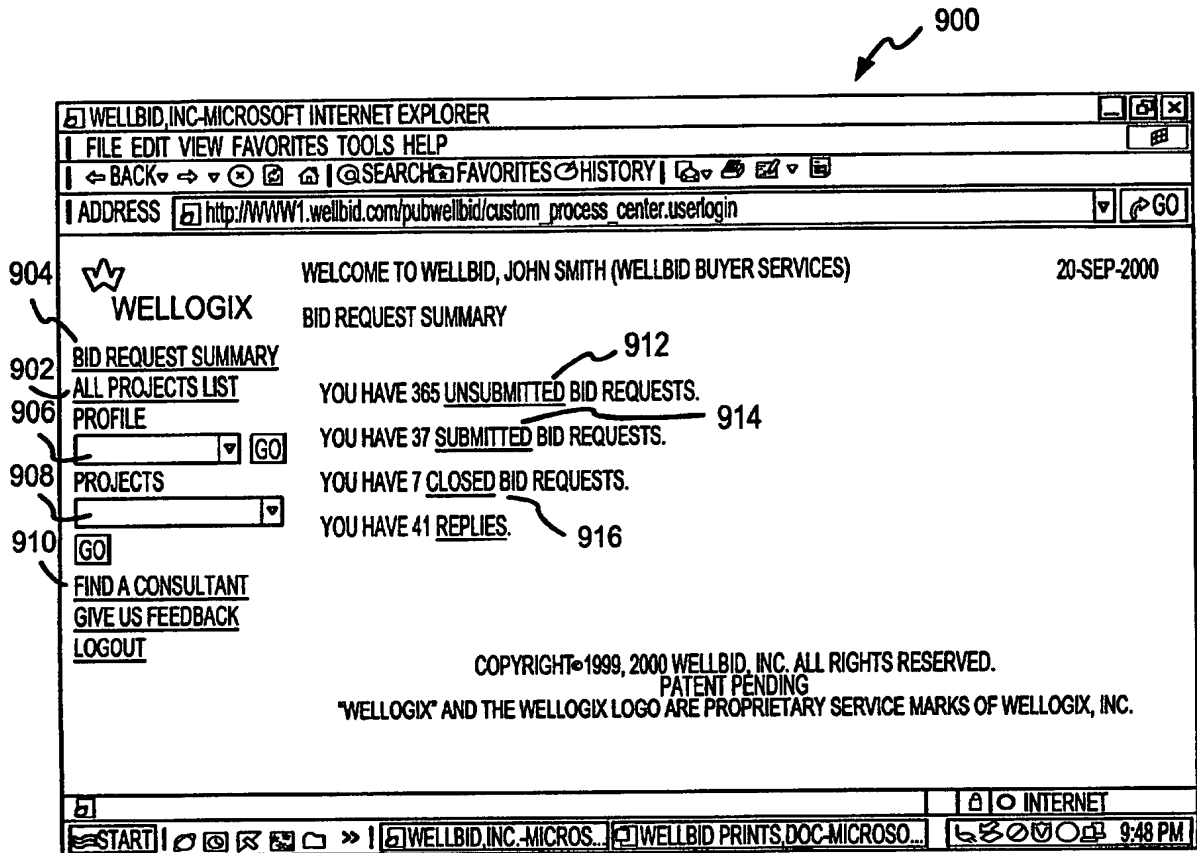 900
WELLBID,INC-MICROSOFT INTERNET EXPLORER
FILE EDIT VIEW FAVORITES TOOLS HELP
BACK SEARCH FAVORITES HISTORY
ADDRESS http://WWW1.wellbid.com/pubwellbid/custom_process_center.userlogin GO
904
WELLOGIX
WELCOME TO WELLBID, JOHN SMITH (WELLBID BUYER SERVICES) 20-SEP-2000
BID REQUEST SUMMARY
BID REQUEST SUMMARY
902
ALL PROJECTS LIST
906
PROFILE
GO
908
PROJECTS
910
GO
FIND A CONSULTANT
GIVE US FEEDBACK
LOGOUT
912
YOU HAVE 365 UNSUBMITTED BID REQUESTS.
914
YOU HAVE 37 SUBMITTED BID REQUESTS.
YOU HAVE 7 CLOSED BID REQUESTS.
916
YOU HAVE 41 REPLIES.
COPYRIGHT©1999, 2000 WELLBID, INC. ALL RIGHTS RESERVED.
PATENT PENDING
"WELLOGIX" AND THE WELLOGIX LOGO ARE PROPRIETARY SERVICE MARKS OF WELLOGIX, INC.
INTERNET
START » WELLBID,INC.-MICROS... WELLBID PRINTS,DOC-MICROSO... 9:48 PM